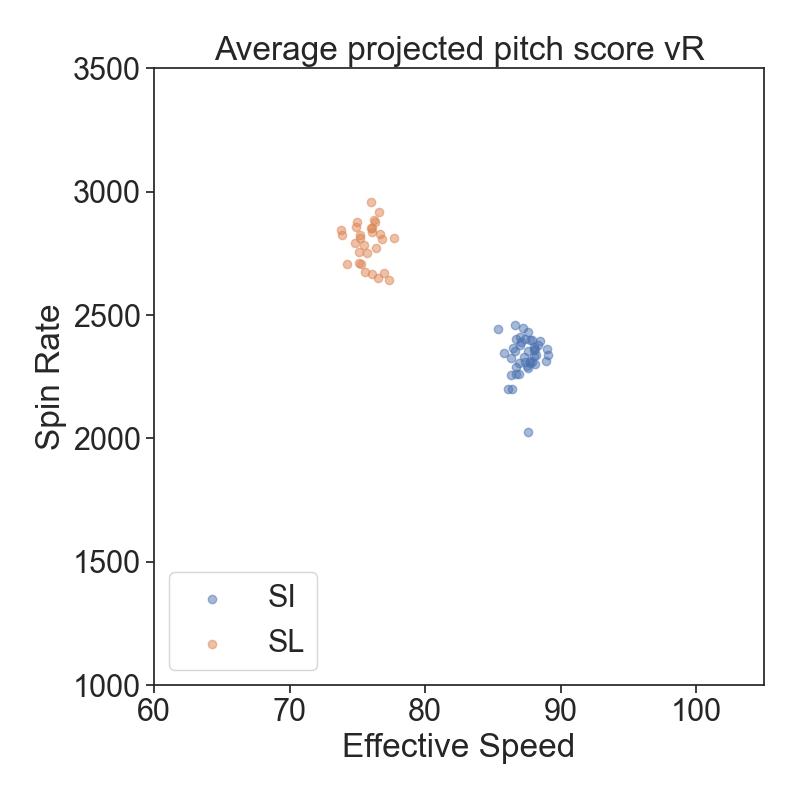 Average projected pitch score vR
3500
3000
2500
2000
1500
1000
Spin Rate
SI
SL
60 70 80 90 100
Effective Speed